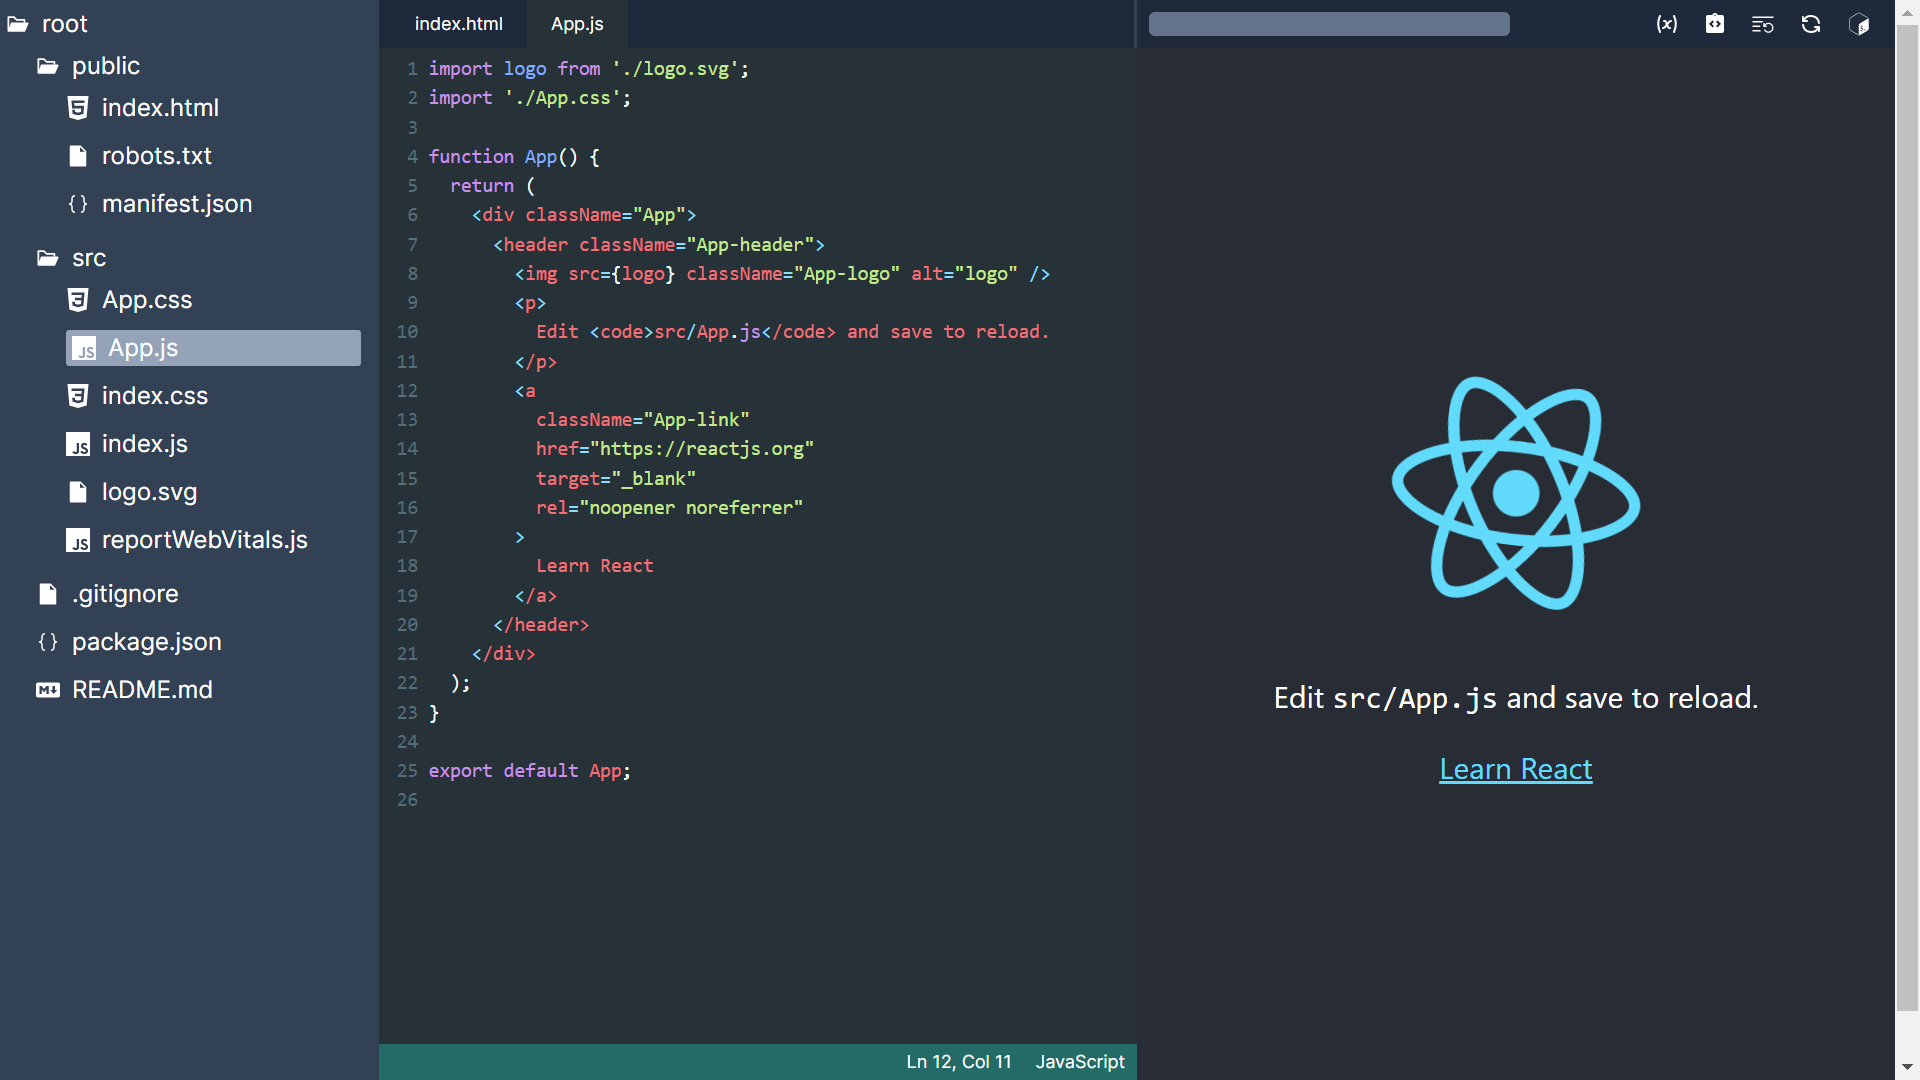 root
public
index.html
robots.txt
{} manifest.json
src
App.css
JS App.js
index.css
JS index.js
logo.svg
JS reportWebVitals.js
.gitignore
{} package.json
README.md
index.html App.js
1 import logo from './logo.svg';
2 import './App.css';
3
4 function App() {
5   return (
6     <div className="App">
7       <header className="App-header">
8         <img src={logo} className="App-logo" alt="logo" />
9         <p>
10           Edit <code>src/App.js</code> and save to reload.
11         </p>
12         <a
13           className="App-link"
14           href="https://reactjs.org"
15           target="_blank"
16           rel="noopener noreferrer"
17         >
18           Learn React
19         </a>
20       </header>
21     </div>
22   );
23 }
24
25 export default App;
26
Ln 12, Col 11 JavaScript
(x)
Edit src/App.js and save to reload.
Learn React